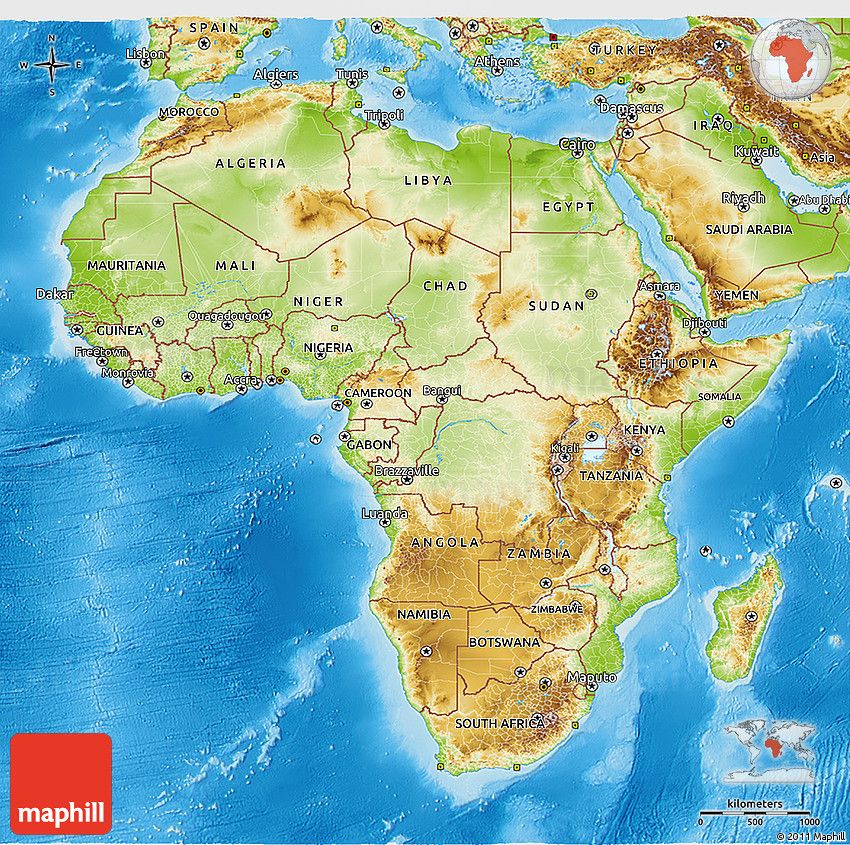 SPAIN
Lisbon
N
W E
S
Algiers
Tunis
Athens
TURKEY
Tripoli
Damascus
MOROCCO
IRAQ
Cairo
Kuwait
Asia
ALGERIA
LIBYA
EGYPT
Riyadh
Abu Dhabi
SAUDI ARABIA
MAURITANIA
MALI
CHAD
NIGER
SUDAN
Asmara
YEMEN
Dakar
Ouagadougou
GUINEA
Djibouti
NIGERIA
Freetown
ETHIOPIA
Monrovia
Accra
CAMEROON
Bangui
SOMALIA
GABON
KENYA
Kigali
Brazzaville
TANZANIA
Luanda
ANGOLA
ZAMBIA
NAMIBIA
ZIMBABWE
BOTSWANA
Maputo
SOUTH AFRICA
maphill
kilometers
0 500 1000
© 2011 Maphill